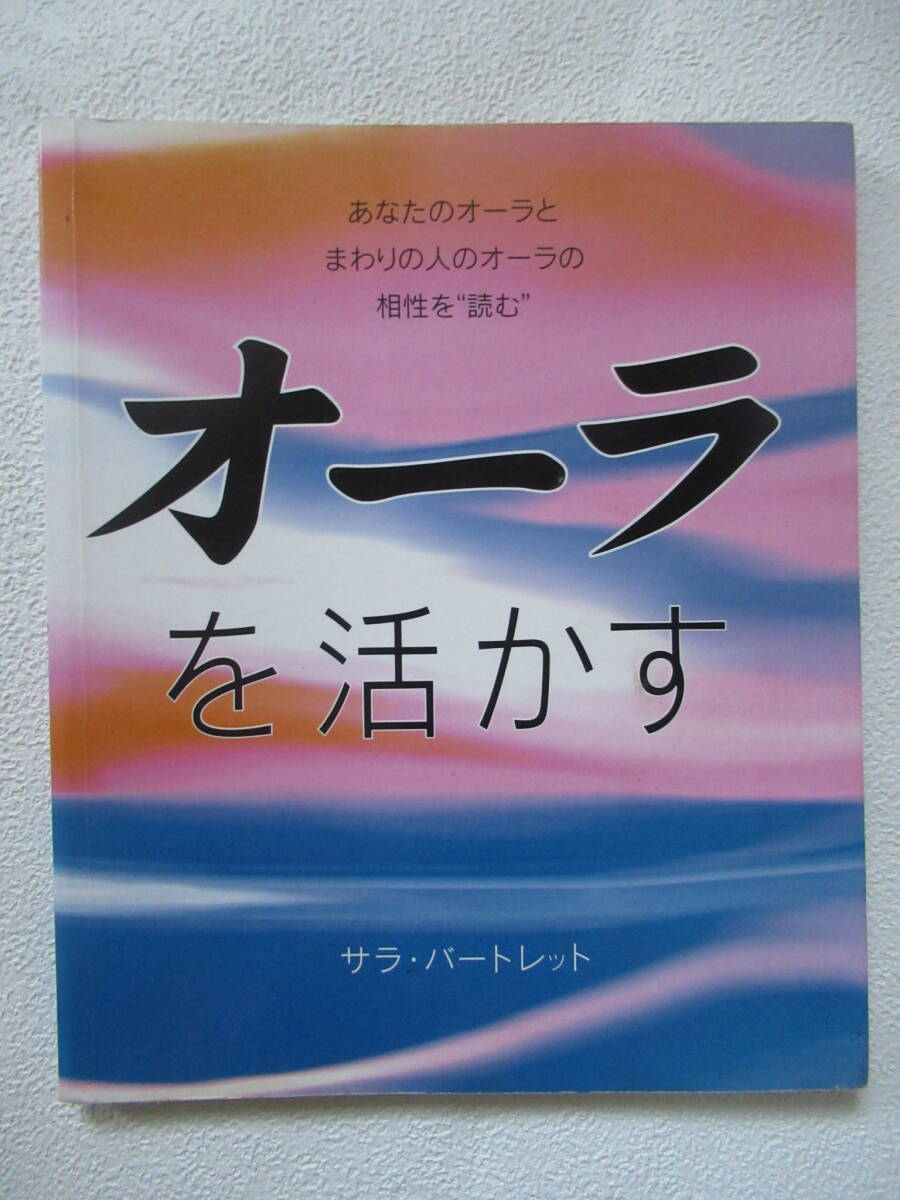 あなたのオーラと
まわりの人のオーラの
相性を“読む”
オーラ
を活かす
サラ・バートレット